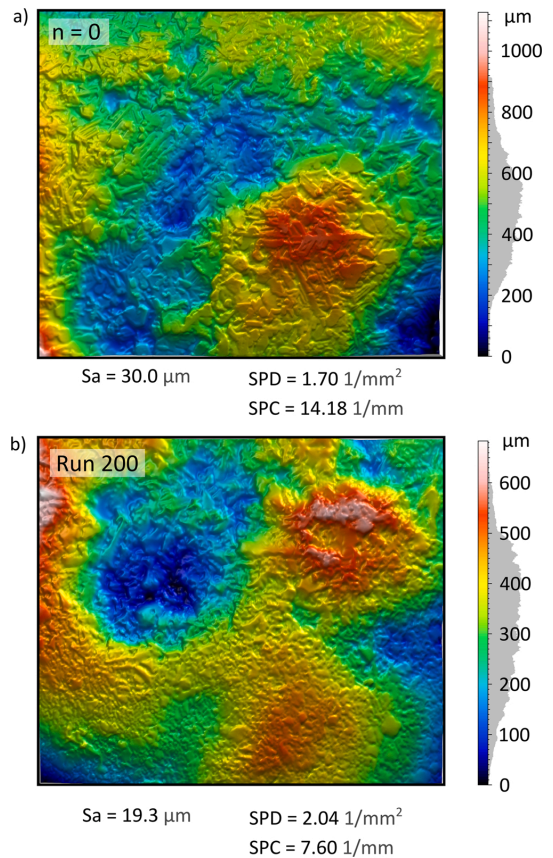 a)
n = 0
µm
1000
800
600
400
200
0
Sa = 30.0 µm
SPD = 1.70 1/mm²
SPC = 14.18 1/mm
b)
Run 200
µm
600
500
400
300
200
100
0
Sa = 19.3 µm
SPD = 2.04 1/mm²
SPC = 7.60 1/mm